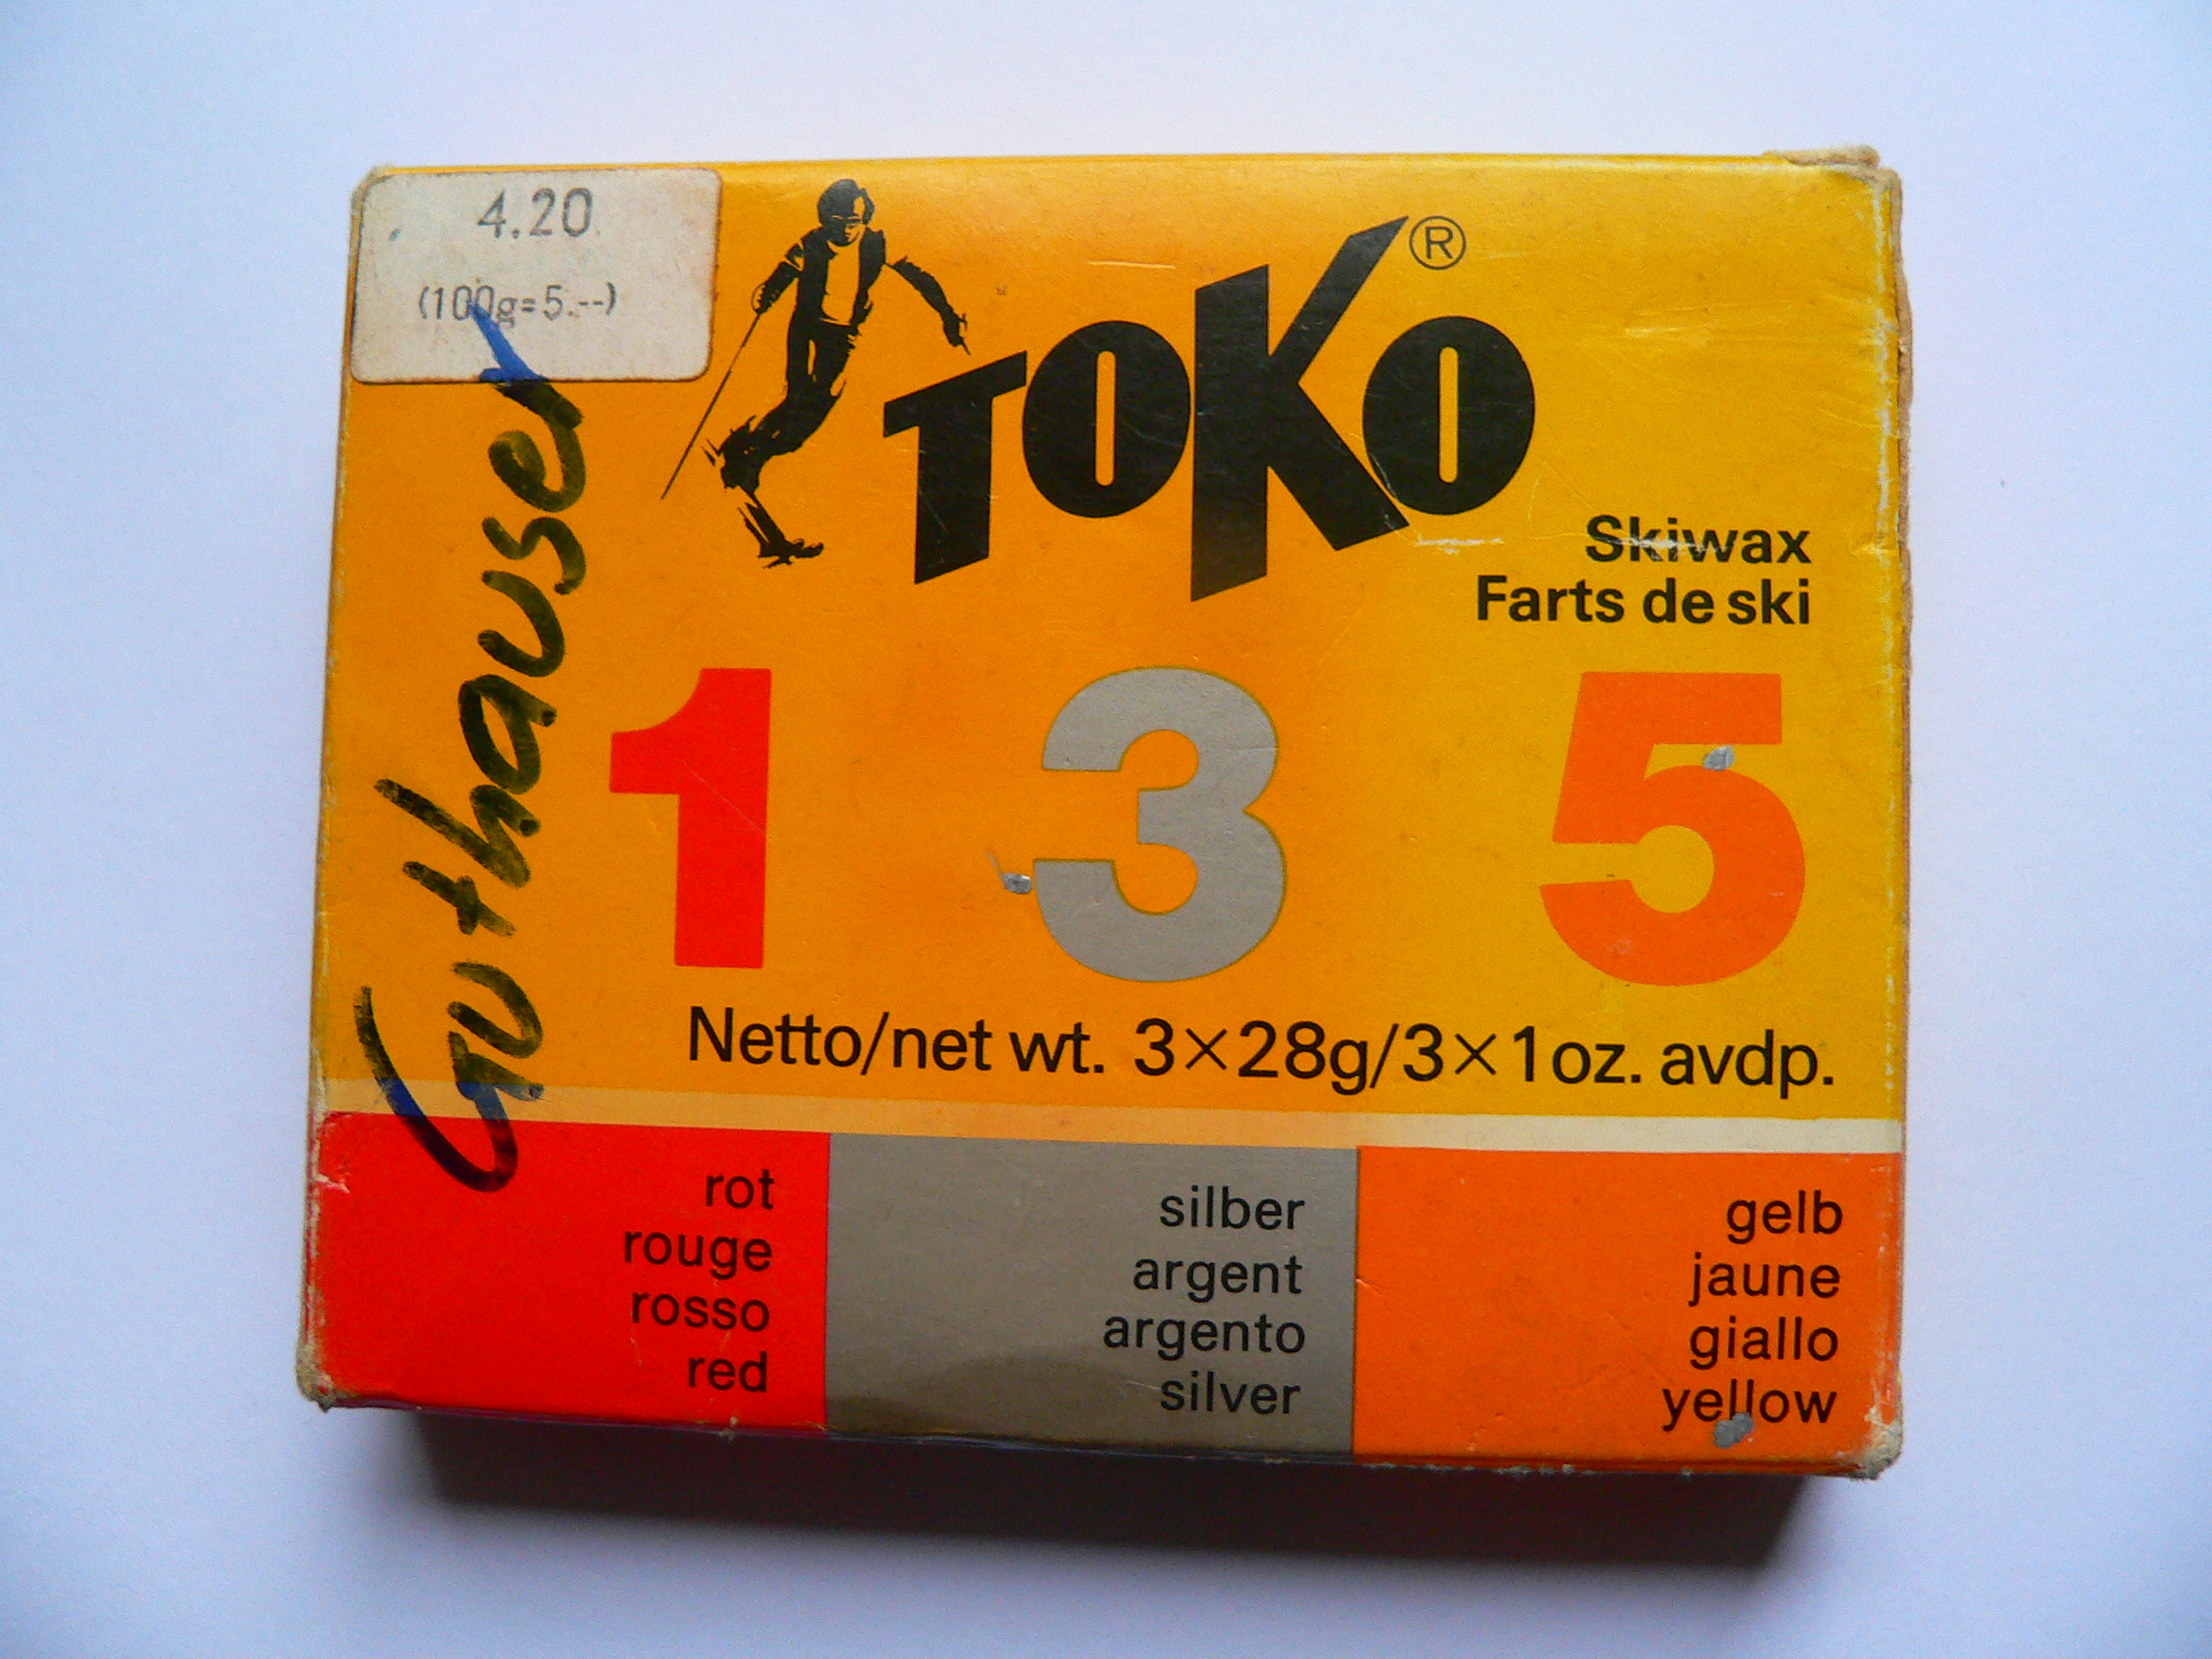 4.20
(100g=5.--)
TOKO®
Skiwax
Farts de ski
Guthauser
1 3 5
Netto/net wt. 3×28g/3×1oz. avdp.
rot
rouge
rosso
red
silber
argent
argento
silver
gelb
jaune
giallo
yellow